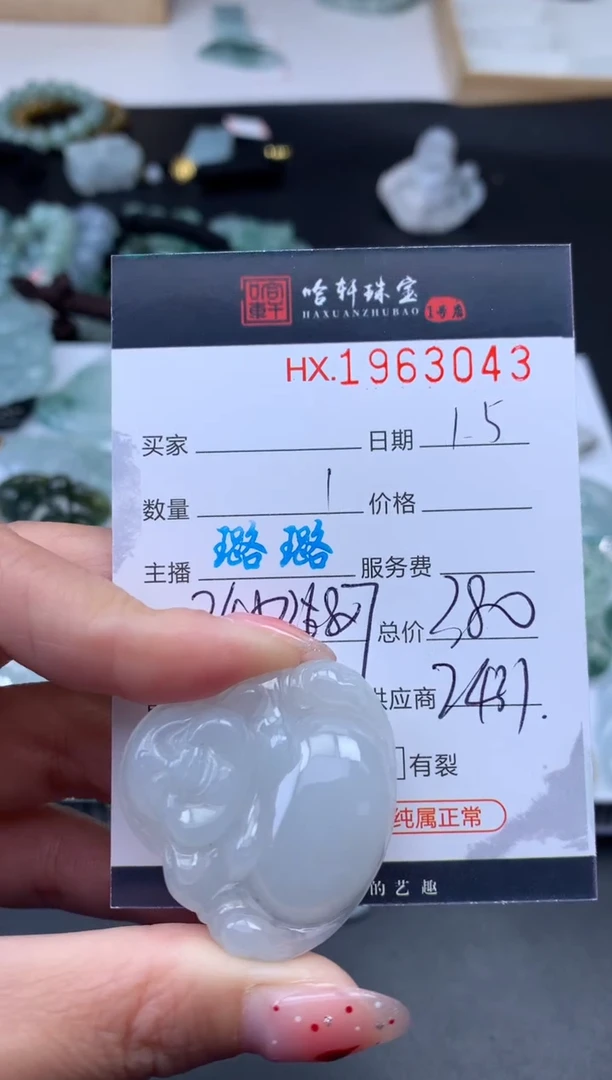 哈轩珠宝
HAXUANZHUBAO 1号店
HX.1963043
买家 日期 1.5
数量 1 价格
主播 璐璐 服务费
总价 380
供应商
有裂
纯属正常
的艺趣